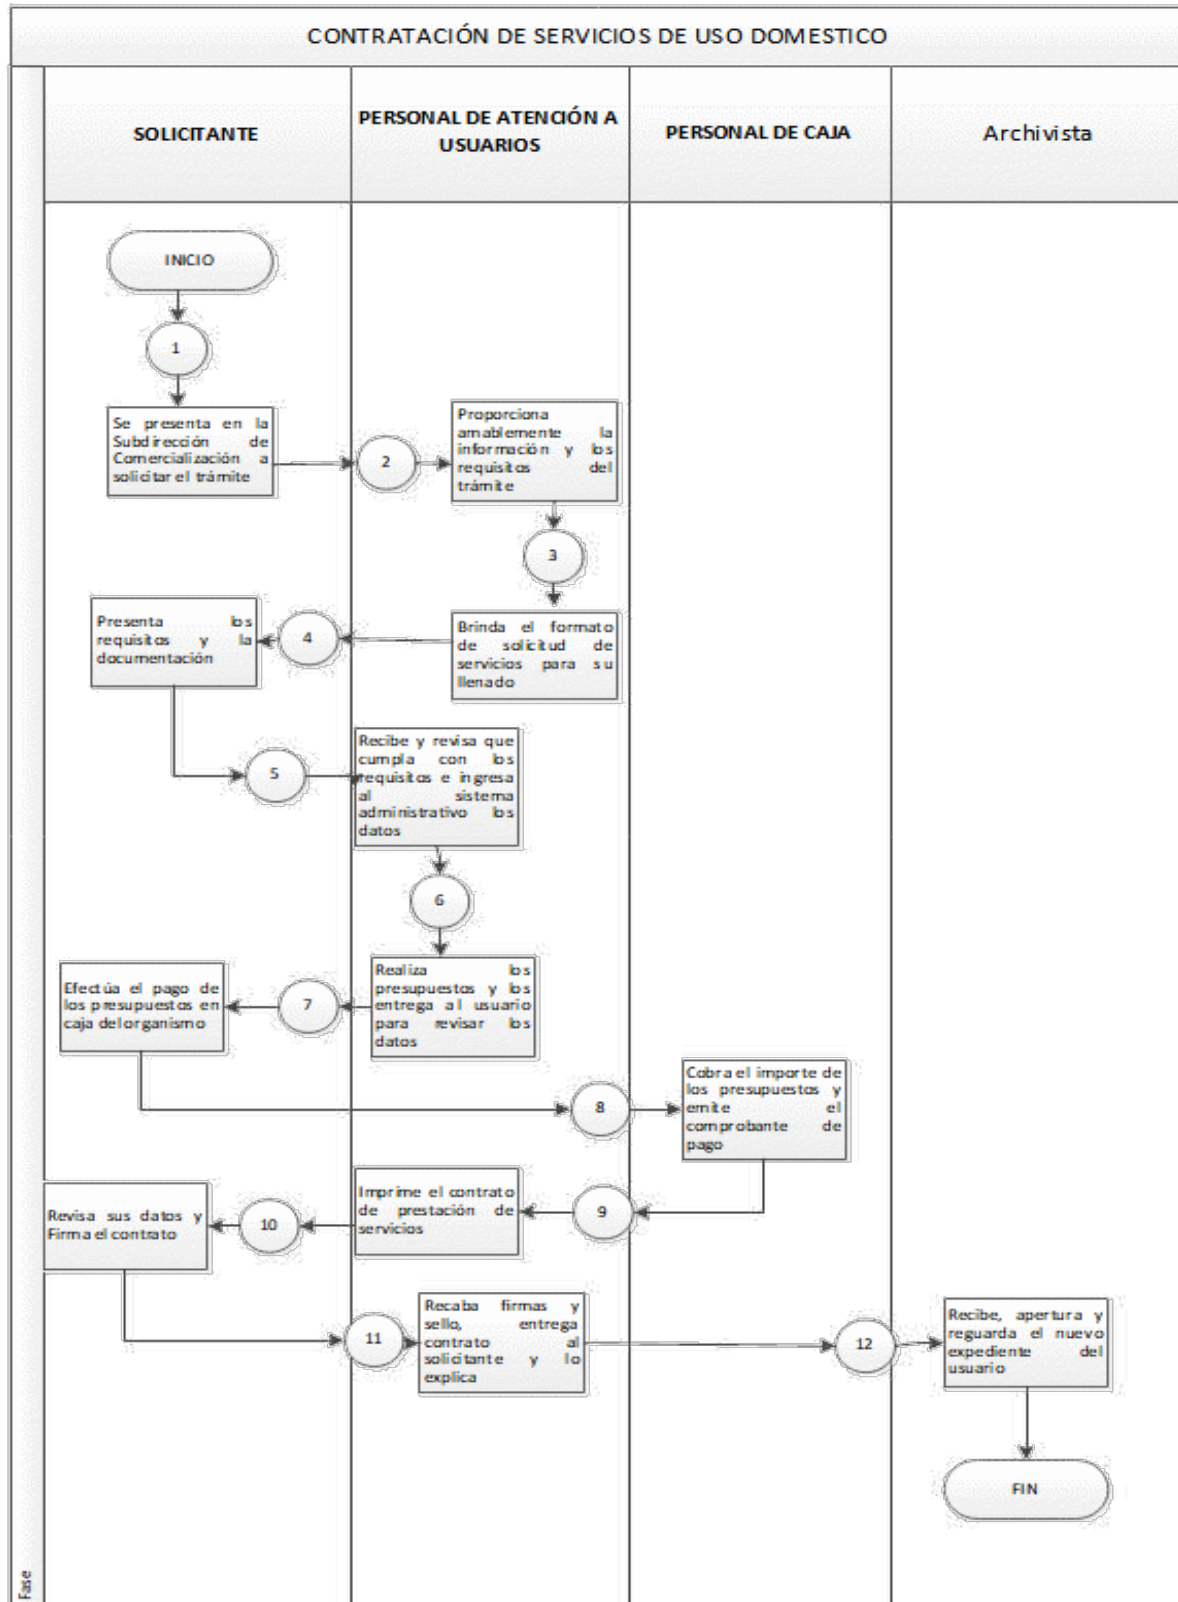 CONTRATACIÓN DE SERVICIOS DE USO DOMESTICO
SOLICITANTE
PERSONAL DE ATENCIÓN A
USUARIOS
PERSONAL DE CAJA
Archivista
INICIO
1
Se presenta en la
Subdirección de
Comercialización a
solicitar el trámite
2
Proporciona
amablemente la
información y los
requisitos del
trámite
3
Brinda el formato
de solicitud de
servicios para su
llenado
4
Presenta los
requisitos y la
documentación
5
Recibe y revisa que
cumpla con los
requisitos e ingresa
al sistema
administrativo los
datos
6
Realiza los
presupuestos y los
entrega al usuario
para revisar los
datos
7
Efectúa el pago de
los presupuestos en
caja del organismo
8
Cobra el importe de
los presupuestos y
emite el
comprobante de
pago
9
Imprime el contrato
de prestación de
servicios
10
Revisa sus datos y
Firma el contrato
11
Recaba firmas y
sello, entrega
contrato al
solicitante y lo
explica
12
Recibe, apertura y
reguarda el nuevo
expediente del
usuario
FIN
Fase